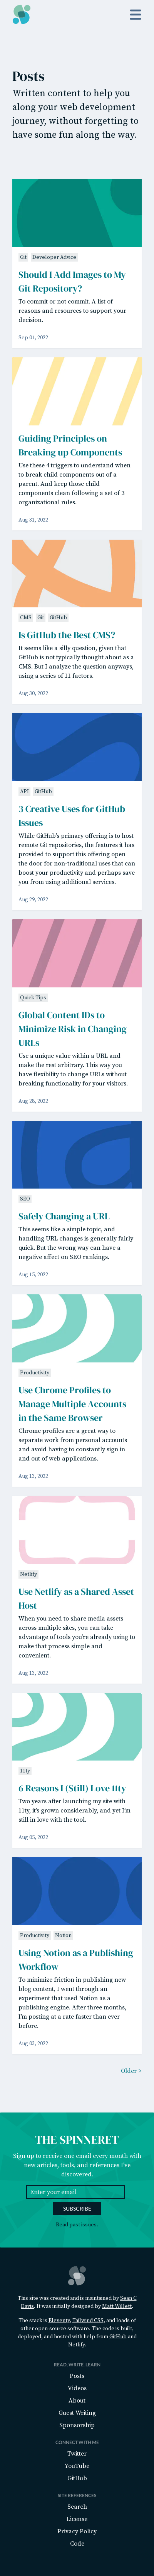 Posts
Written content to help you
along your web development
journey, without forgetting to
have some fun along the way.
Git Developer Advice
Should I Add Images to My
Git Repository?
To commit or not commit. A list of
reasons and resources to support your
decision.
Sep 01, 2022
Guiding Principles on
Breaking up Components
Use these 4 triggers to understand when
to break child components out of a
parent. And keep those child
components clean following a set of 3
organizational rules.
Aug 31, 2022
CMS Git GitHub
Is GitHub the Best CMS?
It seems like a silly question, given that
GitHub is not typically thought about as a
CMS. But I analyze the question anyways,
using a series of 11 factors.
Aug 30, 2022
API GitHub
3 Creative Uses for GitHub
Issues
While GitHub's primary offering is to host
remote Git repositories, the features it has
provided to support this offering open
the door for non-traditional uses that can
boost your productivity and perhaps save
you from using additional services.
Aug 29, 2022
Quick Tips
Global Content IDs to
Minimize Risk in Changing
URLs
Use a unique value within a URL and
make the rest arbitrary. This way you
have flexibility to change URLs without
breaking functionality for your visitors.
Aug 28, 2022
SEO
Safely Changing a URL
This seems like a simple topic, and
handling URL changes is generally fairly
quick. But the wrong way can have a
negative affect on SEO rankings.
Aug 15, 2022
Productivity
Use Chrome Profiles to
Manage Multiple Accounts
in the Same Browser
Chrome profiles are a great way to
separate work from personal accounts
and avoid having to constantly sign in
and out of web applications.
Aug 13, 2022
Netlify
Use Netlify as a Shared Asset
Host
When you need to share media assets
across multiple sites, you can take
advantage of tools you're already using to
make that process simple and
convenient.
Aug 13, 2022
11ty
6 Reasons I (Still) Love 11ty
Two years after launching my site with
11ty, it's grown considerably, and yet I'm
still in love with the tool.
Aug 05, 2022
Productivity Notion
Using Notion as a Publishing
Workflow
To minimize friction in publishing new
blog content, I went through an
experiment that used Notion as a
publishing engine. After three months,
I'm posting at a rate faster than ever
before.
Aug 03, 2022
Older >
THE SPINNERET
Sign up to receive one email every month with
new articles, tools, and references I've
discovered.
Enter your email
SUBSCRIBE
Read past issues.
This site was created and is maintained by Sean C
Davis. It was initially designed by Matt Willett.
The stack is Eleventy, Tailwind CSS, and loads of
other open-source software. The code is built,
deployed, and hosted with help from GitHub and
Netlify.
READ, WRITE, LEARN
Posts
Videos
About
Guest Writing
Sponsorship
CONNECT WITH ME
Twitter
YouTube
GitHub
SITE REFERENCES
Search
License
Privacy Policy
Code